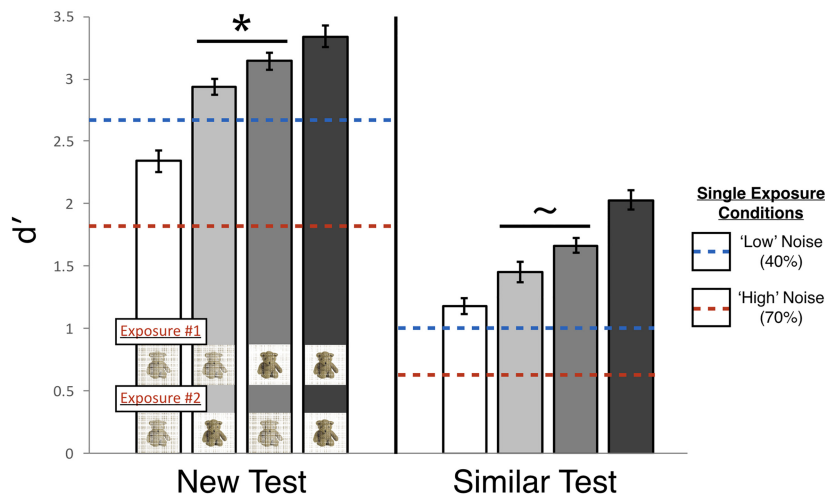 3.5
3
2.5
2
1.5
1
0.5
0
d′
*
~
Exposure #1
Exposure #2
New Test
Similar Test
Single Exposure
Conditions
‘Low’ Noise
(40%)
‘High’ Noise
(70%)